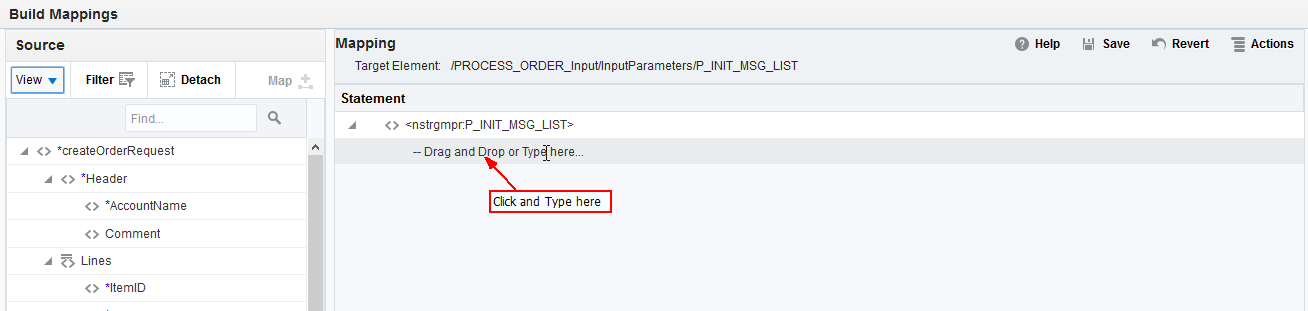 Build Mappings
Source
View
Filter
Detach
Map
Find...
*createOrderRequest
*Header
*AccountName
Comment
Lines
*ItemID
Mapping
Help
Save
Revert
Actions
Target Element: /PROCESS_ORDER_Input/InputParameters/P_INIT_MSG_LIST
Statement
<nstrgmpr:P_INIT_MSG_LIST>
-- Drag and Drop or Type here...
Click and Type here